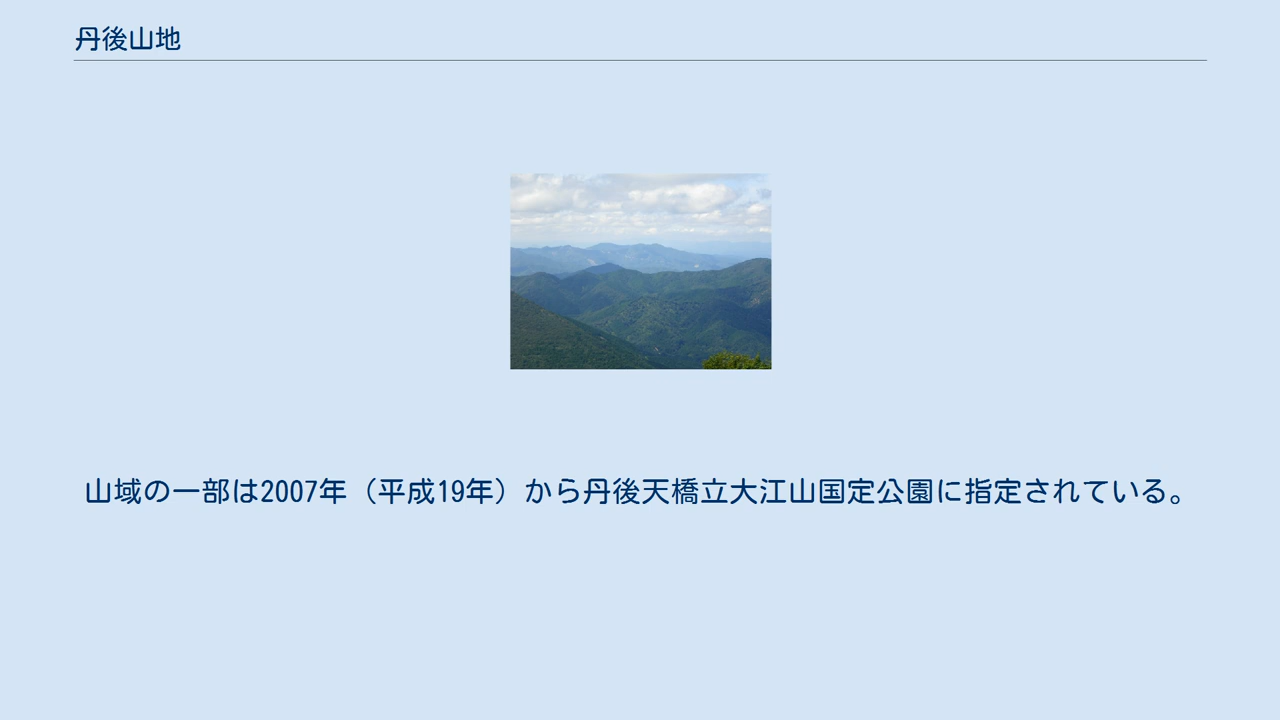 丹後山地
山域の一部は2007年（平成19年）から丹後天橋立大江山国定公園に指定されている。